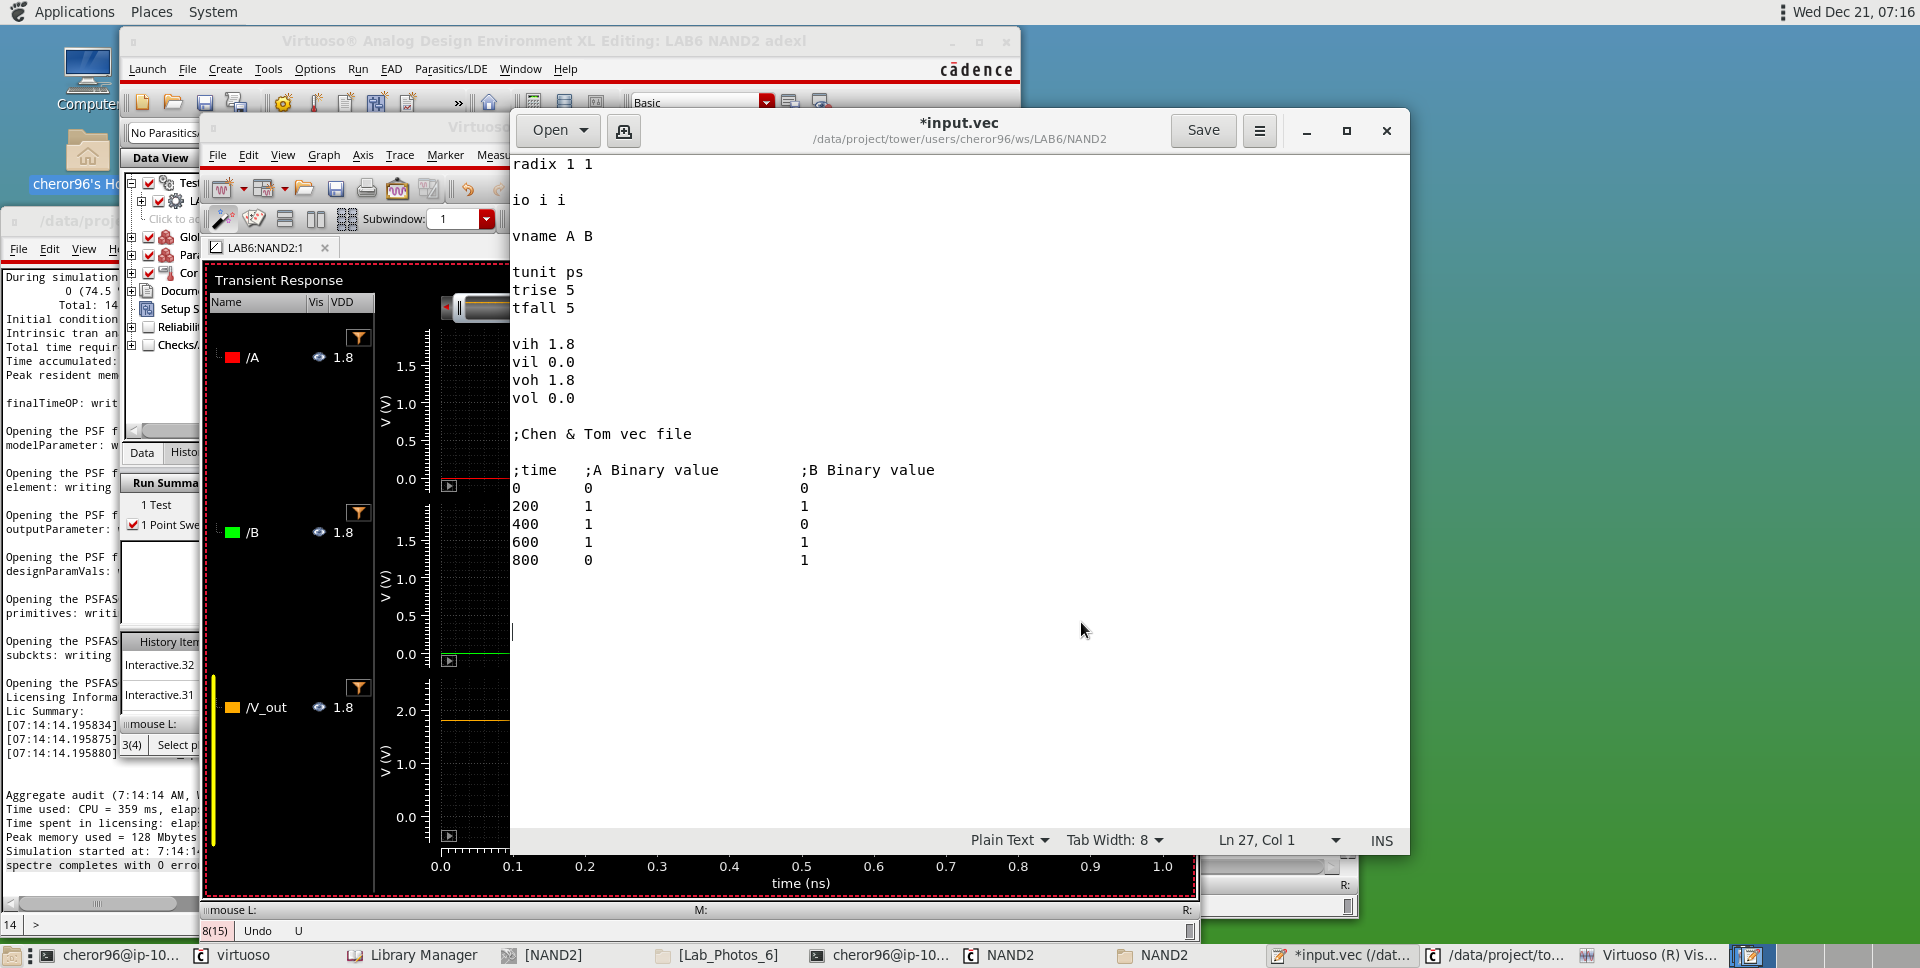 Applications Places System
Wed Dec 21, 07:16
Computer
cheror96's Ho
Virtuoso® Analog Design Environment XL Editing: LAB6 NAND2 adexl
Launch File Create Tools Options Run EAD Parasitics/LDE Window Help
cādence
» Basic
No Parasitics/
Data View
Test
LA
Click to ad
Glo
Para
Cor
Docum
Setup S
Reliabili
Checks/
Data Histo
Run Summa
1 Test
1 Point Swe
History Item
Interactive.32
Interactive.31
mouse L:
3(4) Select p
/data/proje
File Edit View H
During simulation
0 (74.5
Total: 14
Initial condition
Intrinsic tran an
Total time requir
Time accumulated:
Peak resident mem
finalTimeOP: writ
Opening the PSF f
modelParameter: w
Opening the PSF f
element: writing
Opening the PSF f
outputParameter:
Opening the PSF f
designParamVals:
Opening the PSFAS
primitives: writi
Opening the PSFAS
subckts: writing
Opening the PSFAS
Licensing Informa
Lic Summary:
[07:14:14.195834]
[07:14:14.195875]
[07:14:14.195880]
Aggregate audit (7:14:14 AM,
Time used: CPU = 359 ms, elap
Time spent in licensing: elap
Peak memory used = 128 Mbytes
Simulation started at: 7:14:1
spectre completes with 0 erro
14 >
Virtuoso
File Edit View Graph Axis Trace Marker Measu
Subwindow: 1
LAB6:NAND2:1
Transient Response
Name Vis VDD
/A 1.8
/B 1.8
/V_out 1.8
V (V)
1.5
1.0
0.5
0.0
V (V)
1.5
1.0
0.5
0.0
V (V)
2.0
1.0
0.0
0.0 0.1 0.2 0.3 0.4 0.5 0.6 0.7 0.8 0.9 1.0
time (ns)
mouse L: M: R:
8(15) Undo U
R:
Open
*input.vec
/data/project/tower/users/cheror96/ws/LAB6/NAND2
Save
radix 1 1
io i i
vname A B
tunit ps
trise 5
tfall 5
vih 1.8
vil 0.0
voh 1.8
vol 0.0
;Chen & Tom vec file
;time ;A Binary value ;B Binary value
0 0 0
200 1 1
400 1 0
600 1 1
800 0 1
Plain Text Tab Width: 8 Ln 27, Col 1 INS
cheror96@ip-10... virtuoso Library Manager [NAND2] [Lab_Photos_6] cheror96@ip-10... NAND2 NAND2 *input.vec (/dat... /data/project/to... Virtuoso (R) Vis...